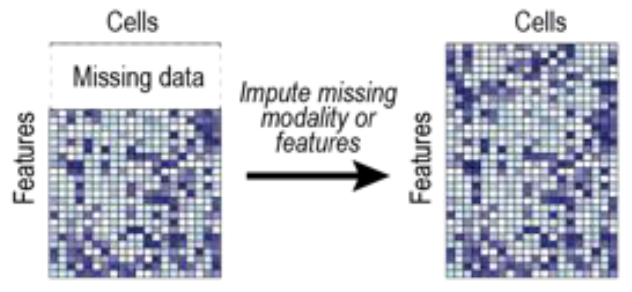 Cells
Missing data
Features
Impute missing
modality or
features
Cells
Features